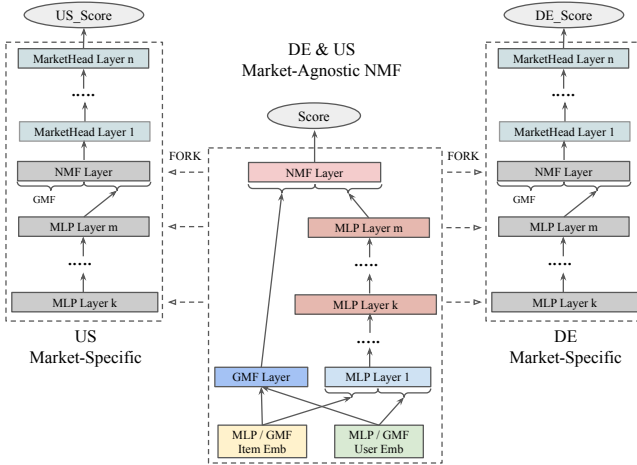 US_Score
MarketHead Layer n
.....
MarketHead Layer 1
NMF Layer
GMF
MLP Layer m
.....
MLP Layer k
US
Market-Specific
DE & US
Market-Agnostic NMF
Score
FORK
FORK
NMF Layer
MLP Layer m
.....
MLP Layer k
.....
GMF Layer
MLP Layer 1
MLP / GMF
Item Emb
MLP / GMF
User Emb
DE_Score
MarketHead Layer n
.....
MarketHead Layer 1
NMF Layer
GMF
MLP Layer m
.....
MLP Layer k
DE
Market-Specific